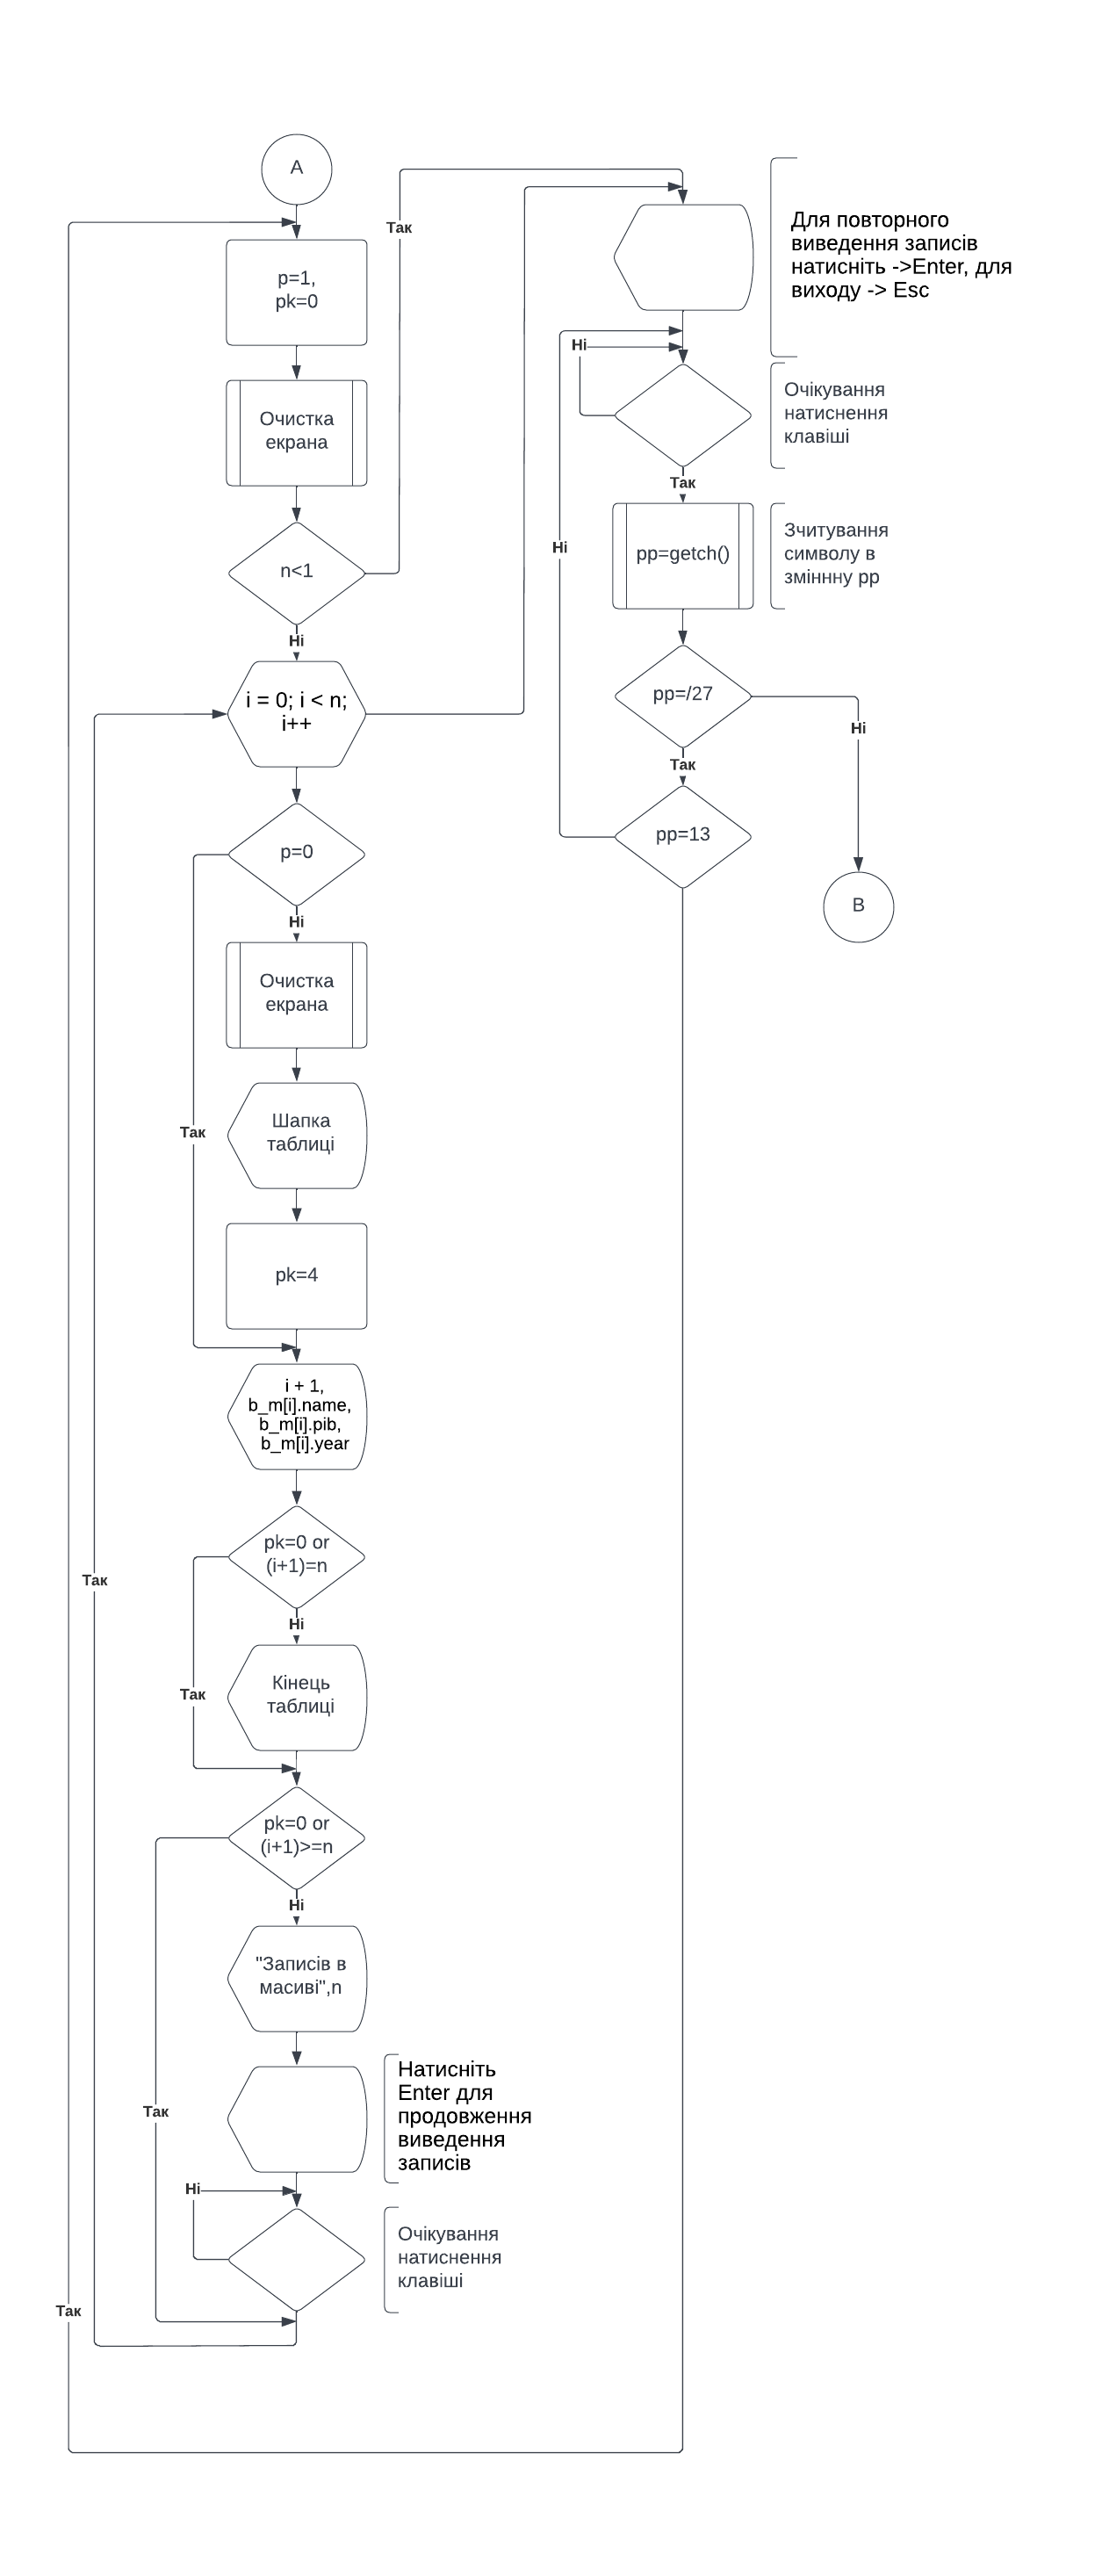 A
p=1,
pk=0
Очистка
екрана
n<1
Так
Ні
i = 0; i < n;
i++
p=0
Ні
Так
Очистка
екрана
Шапка
таблиці
pk=4
i + 1,
b_m[i].name,
b_m[i].pib,
b_m[i].year
pk=0 or
(i+1)=n
Ні
Так
Кінець
таблиці
pk=0 or
(i+1)>=n
Ні
Так
"Записів в
масиві",n
Натисніть
Enter для
продовження
виведення
записів
Ні
Очікування
натиснення
клавіші
Так
Так
Для повторного
виведення записів
натисніть ->Enter, для
виходу -> Esc
Ні
Очікування
натиснення
клавіші
Так
pp=getch()
Зчитування
символу в
зміннну pp
Ні
pp=/27
Ні
Так
pp=13
B